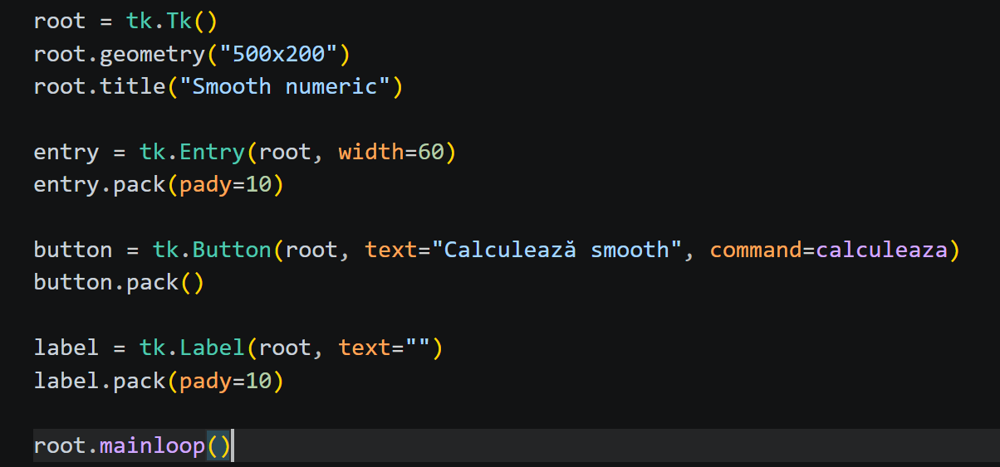 root = tk.Tk()
root.geometry("500x200")
root.title("Smooth numeric")
entry = tk.Entry(root, width=60)
entry.pack(pady=10)
button = tk.Button(root, text="Calculează smooth", command=calculeaza)
button.pack()
label = tk.Label(root, text="")
label.pack(pady=10)
root.mainloop()